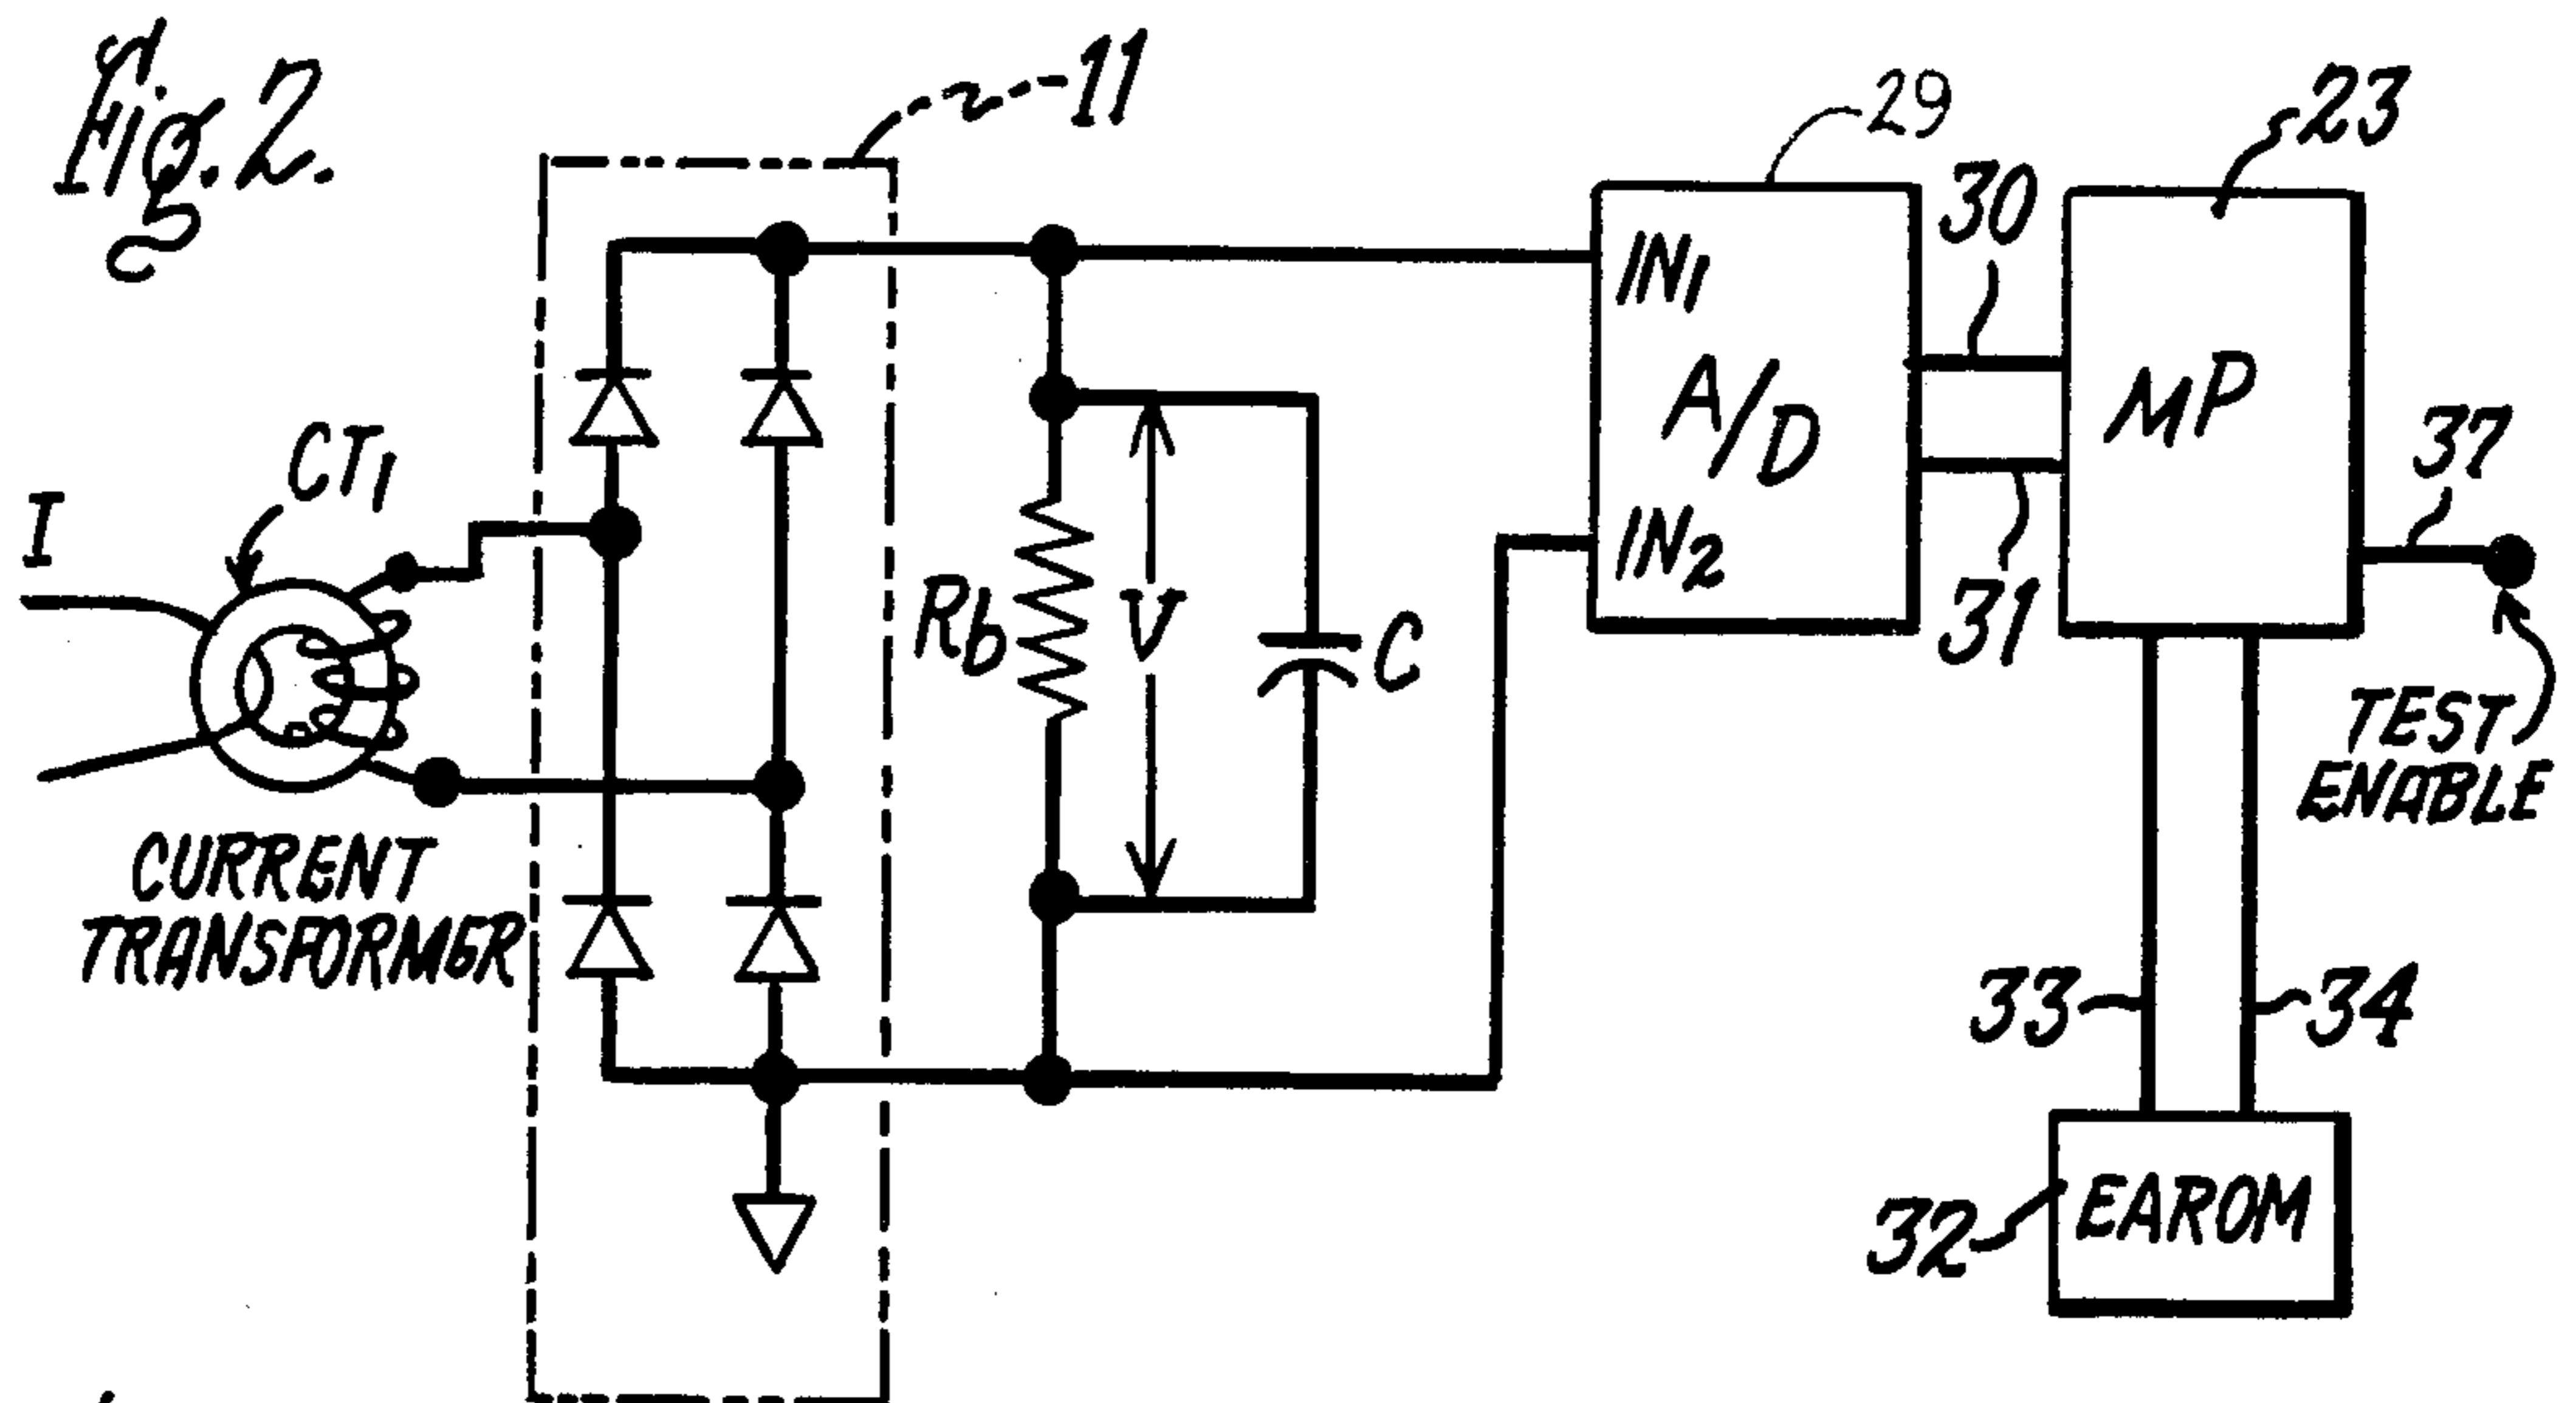 Fig. 2.
11
29
23
30
IN1
A/D
MP
CT1
I
37
IN2
Rb
V
C
31
TEST
ENABLE
CURRENT
TRANSFORMER
33
34
32
EAROM